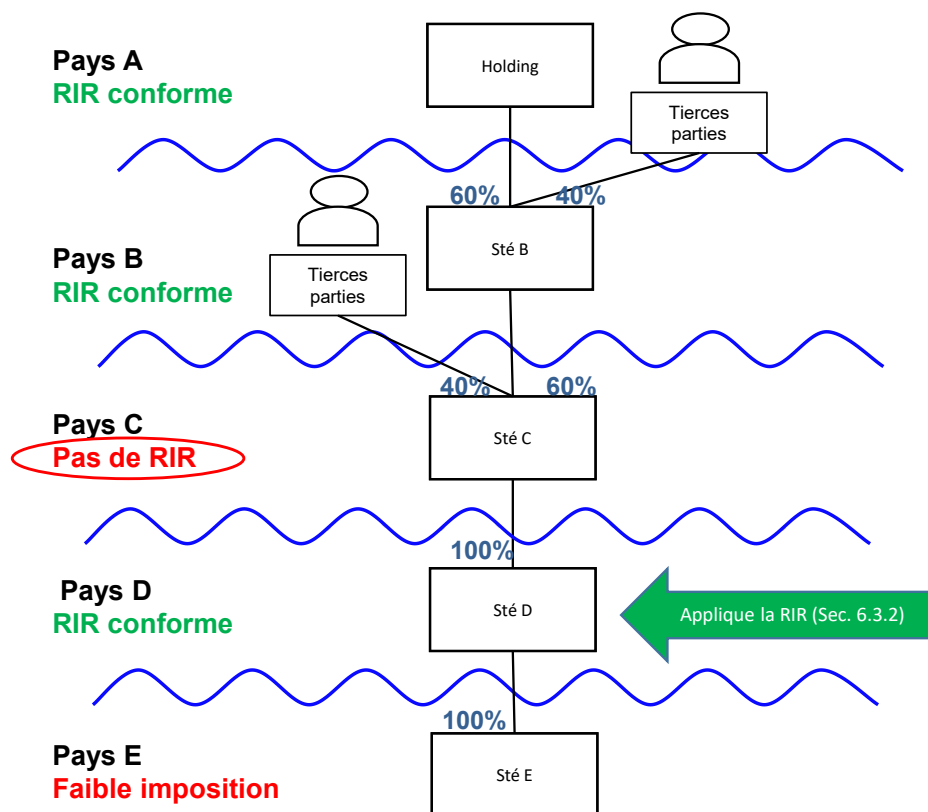 Pays A
RIR conforme
Holding
Tierces
parties
60%
40%
Pays B
RIR conforme
Tierces
parties
Sté B
40%
60%
Pays C
Pas de RIR
Sté C
100%
Pays D
RIR conforme
Sté D
Applique la RIR (Sec. 6.3.2)
100%
Pays E
Faible imposition
Sté E